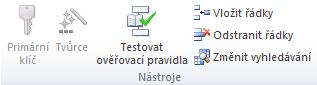 Primární
klíč
Tvůrce
Testovat
ověřovací pravidla
Vložit řádky
Odstranit řádky
Změnit vyhledávání
Nástroje